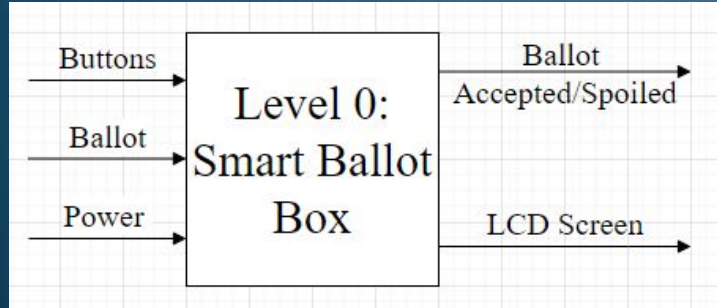 Buttons
Ballot
Power
Level 0:
Smart Ballot
Box
Ballot
Accepted/Spoiled
LCD Screen